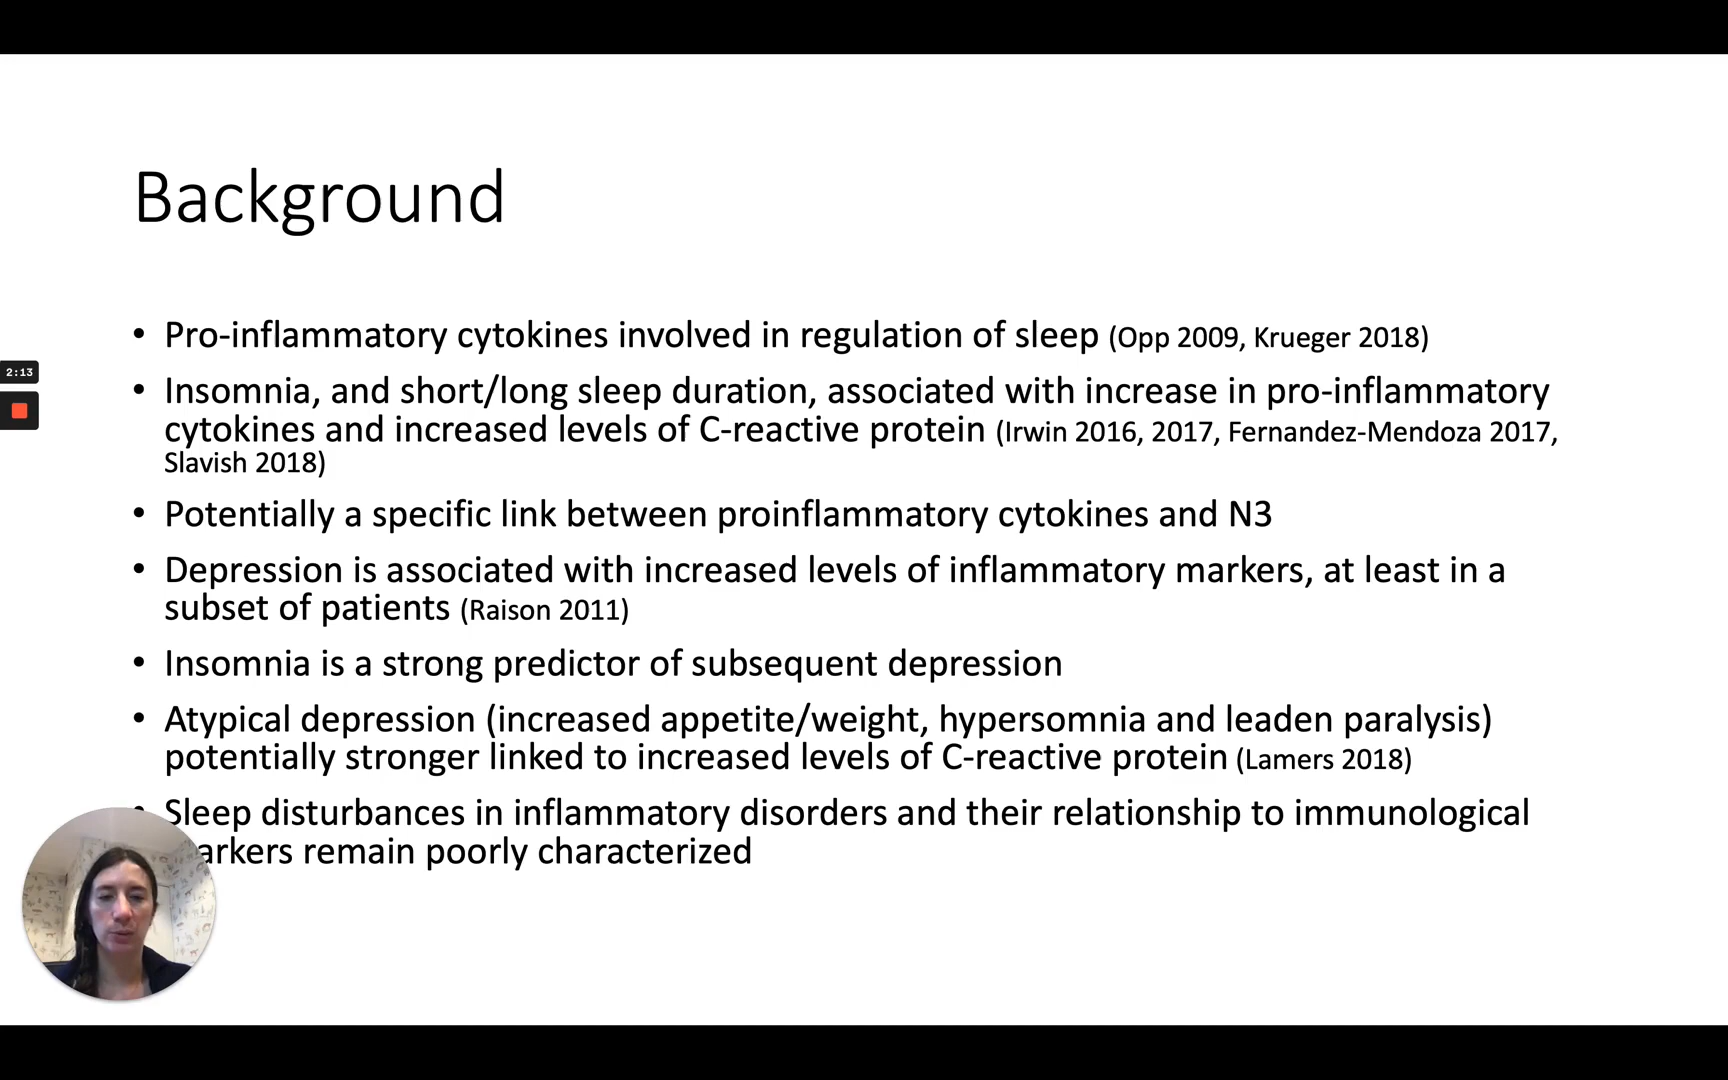 Background
• Pro-inflammatory cytokines involved in regulation of sleep (Opp 2009, Krueger 2018)
2:13
• Insomnia, and short/long sleep duration, associated with increase in pro-inflammatory
cytokines and increased levels of C-reactive protein (Irwin 2016, 2017, Fernandez-Mendoza 2017,
Slavish 2018)
• Potentially a specific link between proinflammatory cytokines and N3
• Depression is associated with increased levels of inflammatory markers, at least in a
subset of patients (Raison 2011)
• Insomnia is a strong predictor of subsequent depression
• Atypical depression (increased appetite/weight, hypersomnia and leaden paralysis)
potentially stronger linked to increased levels of C-reactive protein (Lamers 2018)
• Sleep disturbances in inflammatory disorders and their relationship to immunological
arkers remain poorly characterized